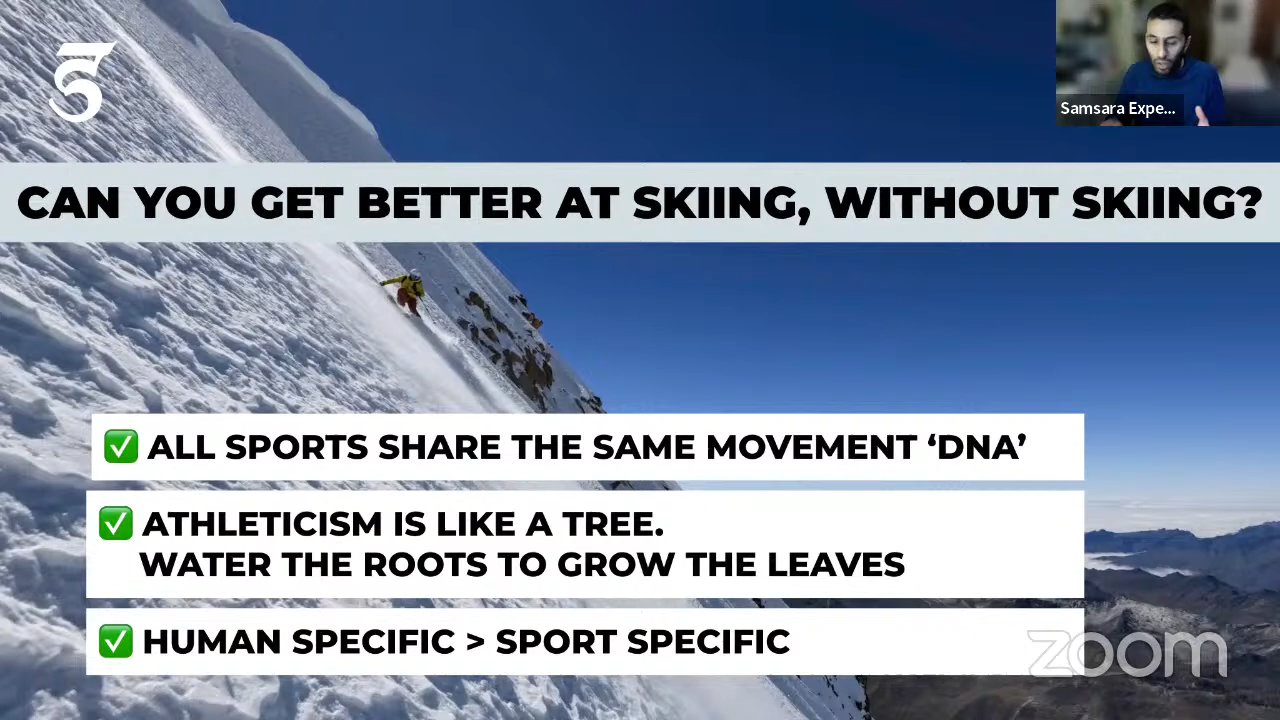 Samsara Expe...
CAN YOU GET BETTER AT SKIING, WITHOUT SKIING?
✅ ALL SPORTS SHARE THE SAME MOVEMENT ‘DNA’
✅ ATHLETICISM IS LIKE A TREE.
WATER THE ROOTS TO GROW THE LEAVES
✅ HUMAN SPECIFIC > SPORT SPECIFIC
zoom